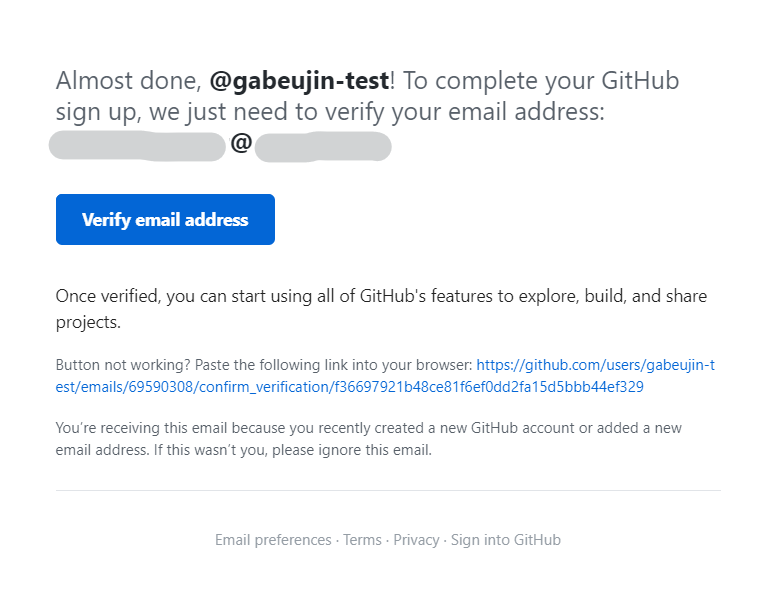 Almost done, @gabeujin-test! To complete your GitHub
sign up, we just need to verify your email address:
@
Verify email address
Once verified, you can start using all of GitHub's features to explore, build, and share
projects.
Button not working? Paste the following link into your browser: https://github.com/users/gabeujin-t
est/emails/69590308/confirm_verification/f36697921b48ce81f6ef0dd2fa15d5bbb44ef329
You’re receiving this email because you recently created a new GitHub account or added a new
email address. If this wasn’t you, please ignore this email.
Email preferences · Terms · Privacy · Sign into GitHub